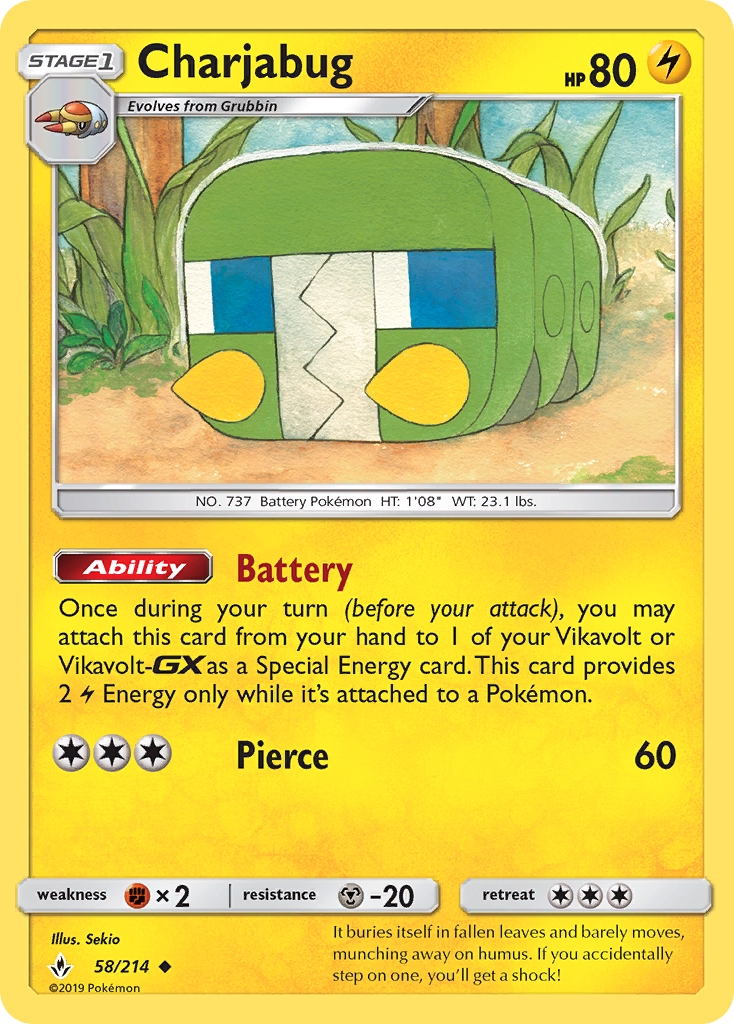 STAGE1
Charjabug
HP80
Evolves from Grubbin
NO. 737 Battery Pokémon HT: 1'08" WT: 23.1 lbs.
Ability
Battery
Once during your turn (before your attack), you may
attach this card from your hand to 1 of your Vikavolt or
Vikavolt-GX as a Special Energy card. This card provides
2 Energy only while it's attached to a Pokémon.
Pierce 60
weakness ×2 resistance -20 retreat
Illus. Sekio
58/214
©2019 Pokémon
It buries itself in fallen leaves and barely moves,
munching away on humus. If you accidentally
step on one, you'll get a shock!